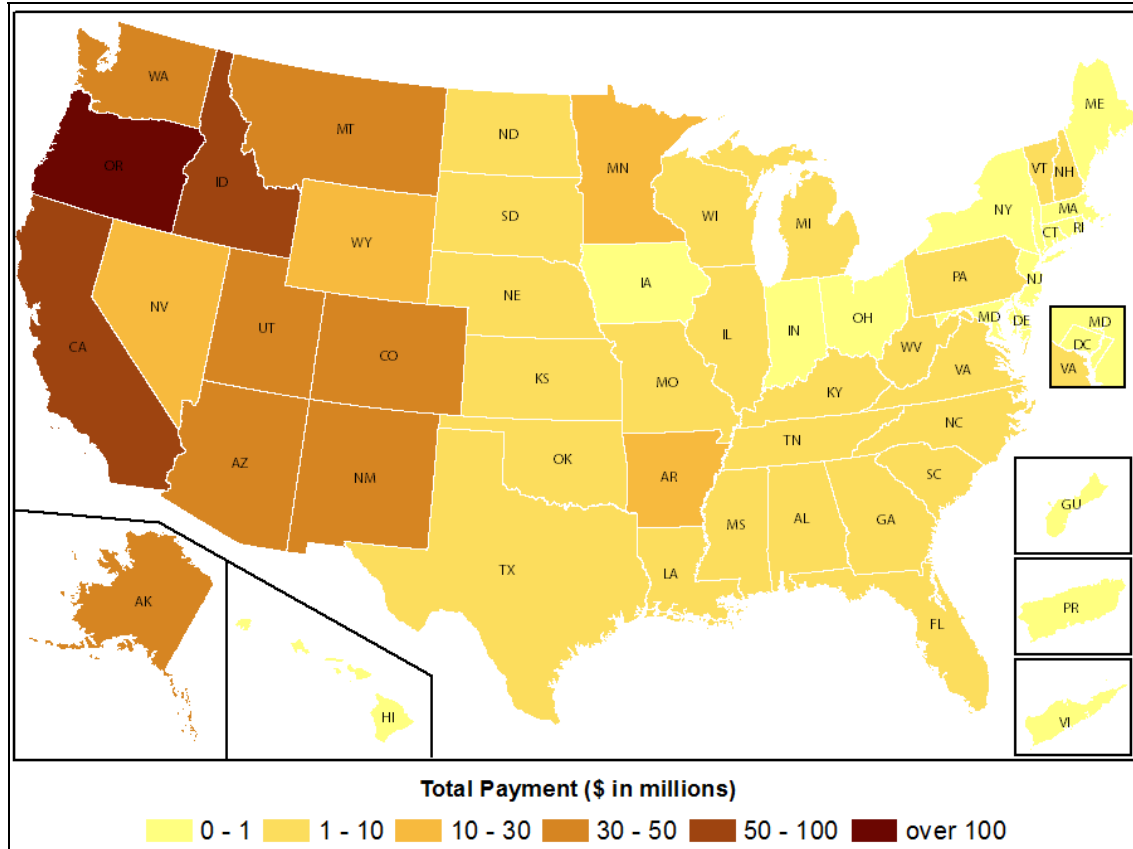 WA
ME
MT
ND
MN
VT
NH
OR
ID
SD
WI
MI
NY
MA
CT
RI
WY
IA
PA
NJ
NE
NV
UT
CO
IL
IN
OH
MD
DE
MD
DC
VA
CA
KS
MO
WV
VA
KY
NC
TN
AZ
NM
OK
AR
SC
GU
MS
AL
GA
TX
LA
AK
FL
PR
HI
VI
Total Payment ($ in millions)
0 - 1 1 - 10 10 - 30 30 - 50 50 - 100 over 100